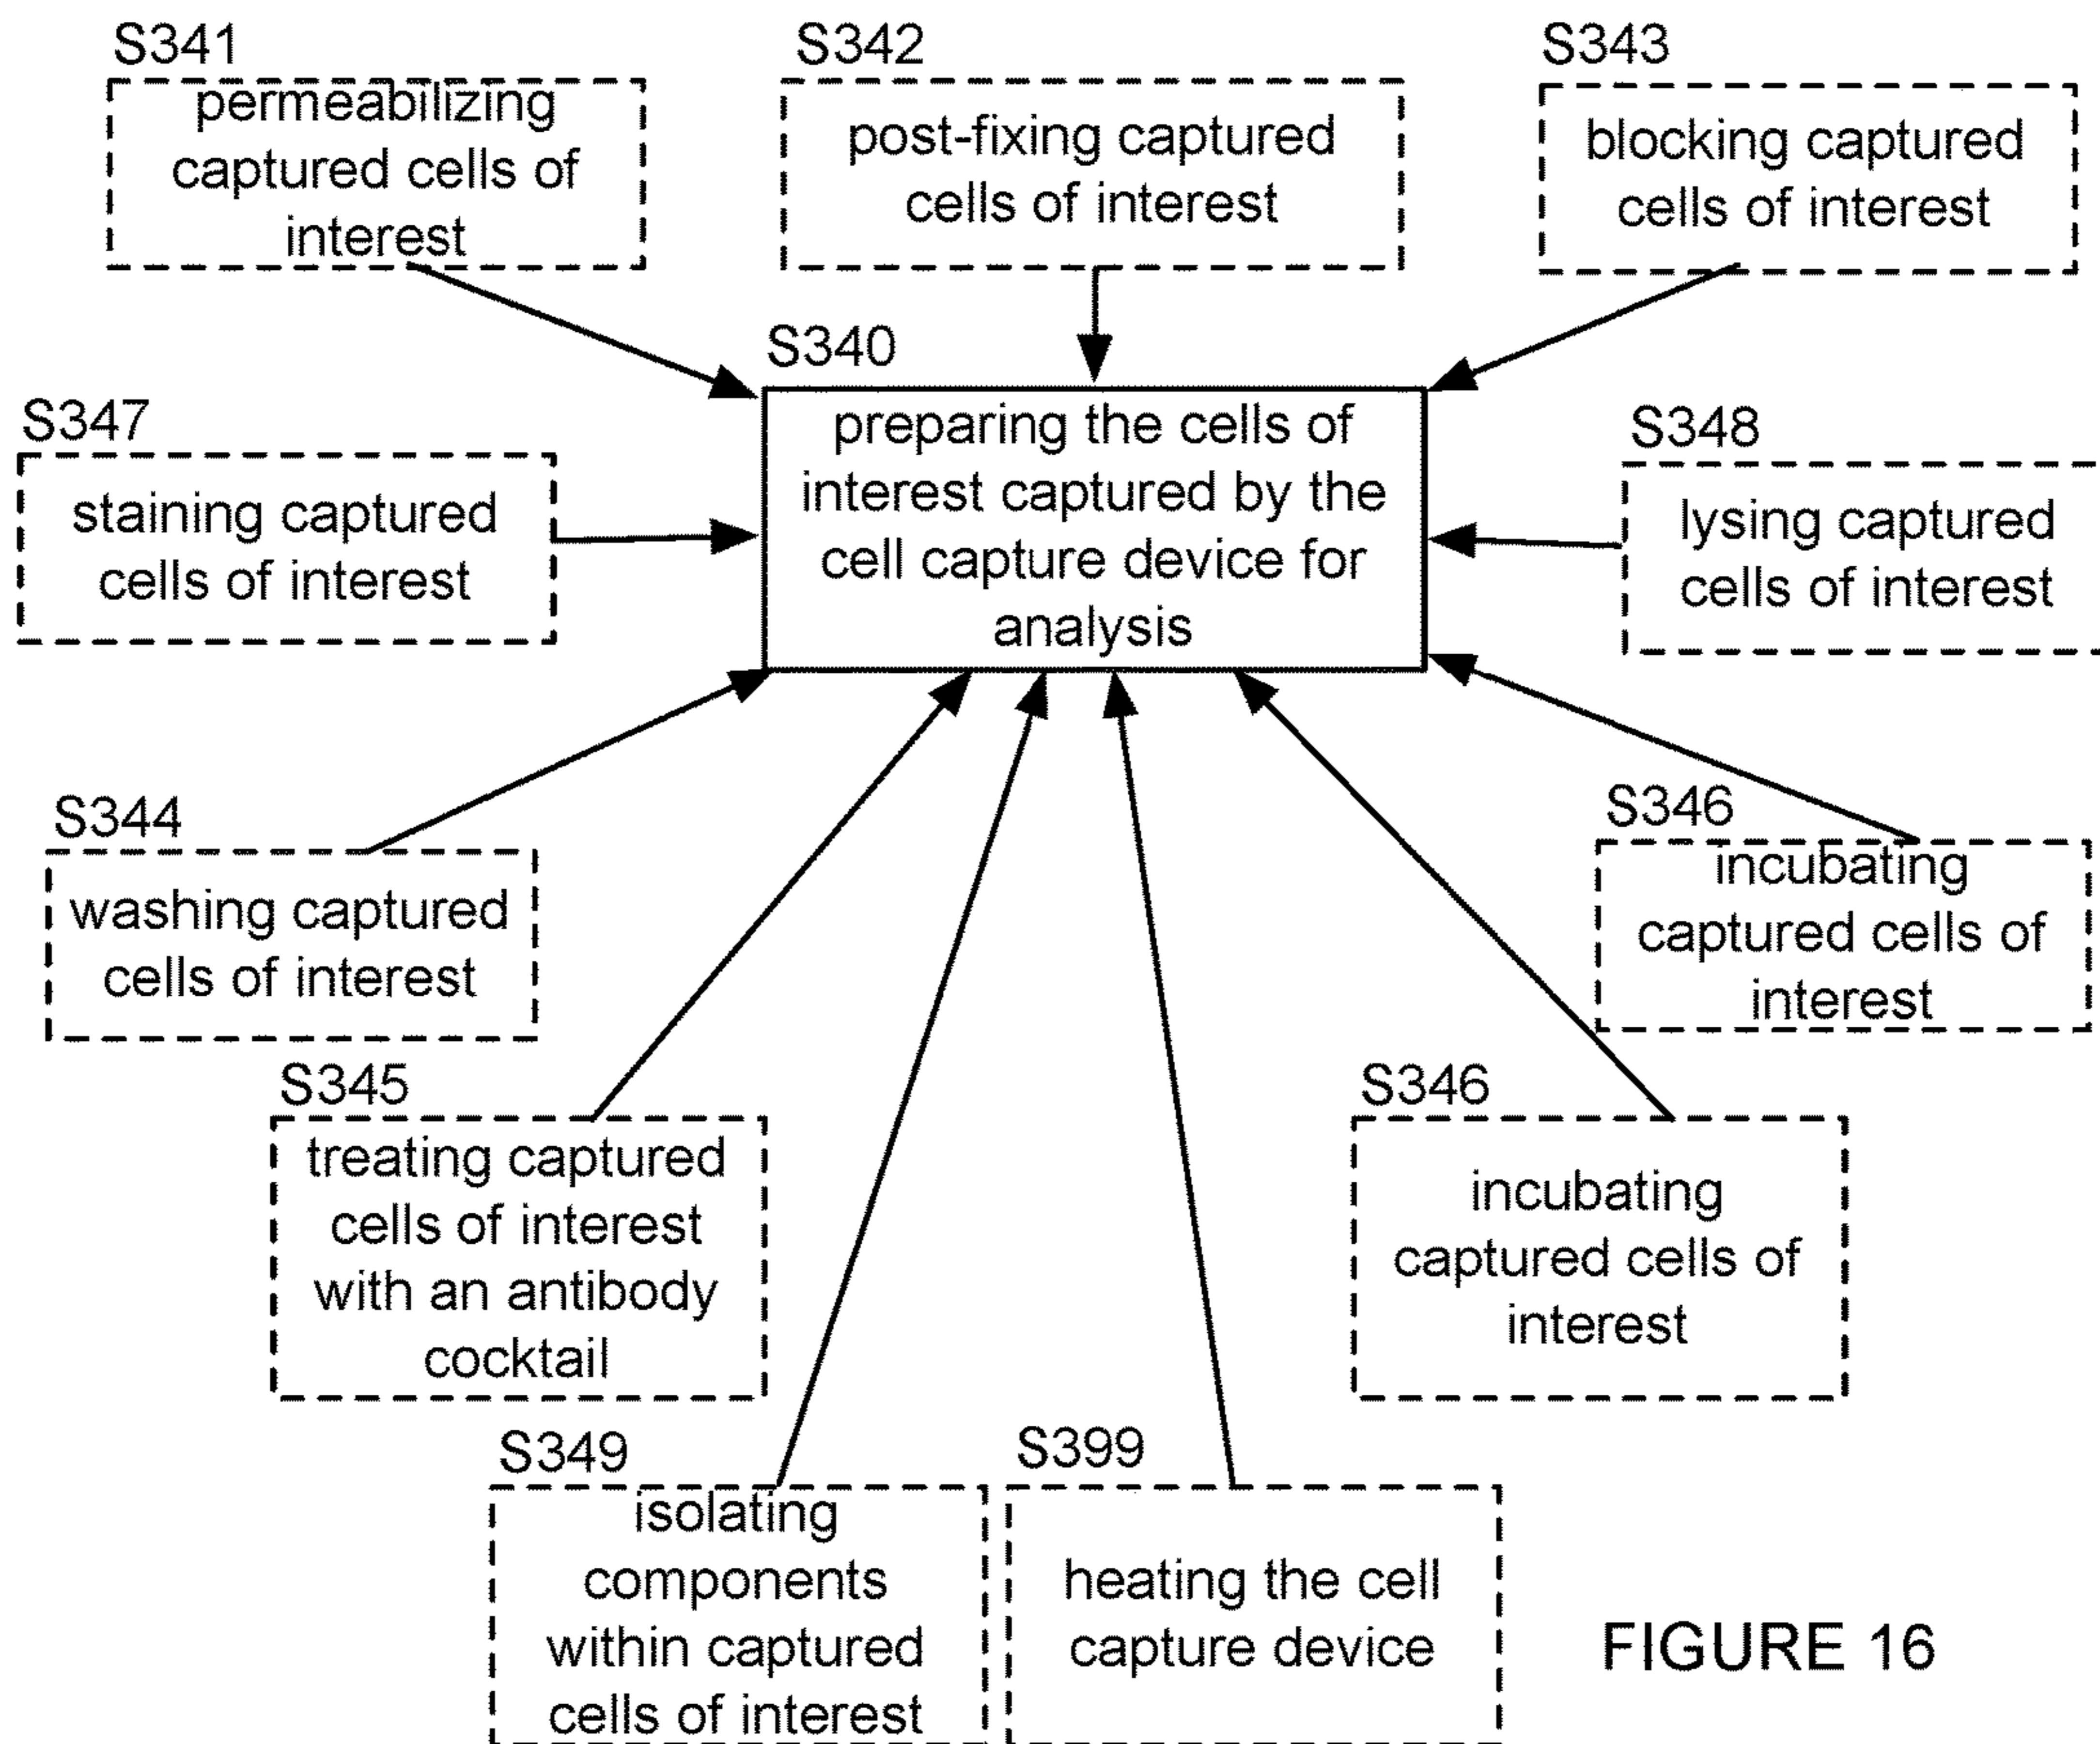 S341
permeabilizing
captured cells of
interest
S342
post-fixing captured
cells of interest
S343
blocking captured
cells of interest
S340
preparing the cells of
interest captured by the
cell capture device for
analysis
S347
staining captured
cells of interest
S348
lysing captured
cells of interest
S344
washing captured
cells of interest
S346
incubating
captured cells of
interest
S345
treating captured
cells of interest
with an antibody
cocktail
S346
incubating
captured cells of
interest
S349
isolating
components
within captured
cells of interest
S399
heating the cell
capture device
FIGURE 16